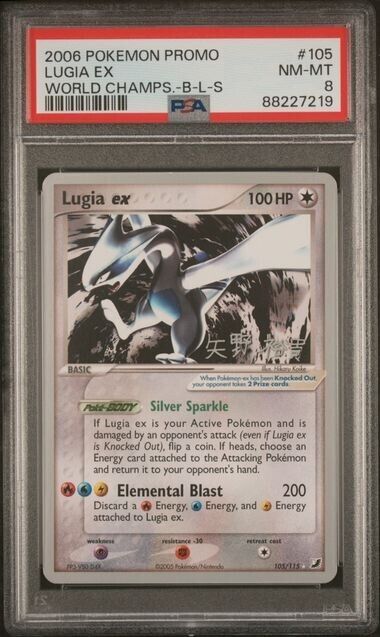 2006 POKEMON PROMO #105
LUGIA EX NM-MT
WORLD CHAMPS.-B-L-S 8
PSA 88227219
Lugia ex 100 HP
矢野 裕貴
Illus. Hikaru Koike
BASIC
When Pokémon-ex has been Knocked Out,
your opponent takes 2 Prize cards.
Poké-BODY Silver Sparkle
If Lugia ex is your Active Pokémon and is
damaged by an opponent's attack (even if Lugia ex
is Knocked Out), flip a coin. If heads, choose an
Energy card attached to the Attacking Pokémon
and return it to your opponent's hand.
Elemental Blast 200
Discard a Energy, Energy, and Energy
attached to Lugia ex.
weakness resistance -30 retreat cost
©2005 Pokémon/Nintendo 105/115